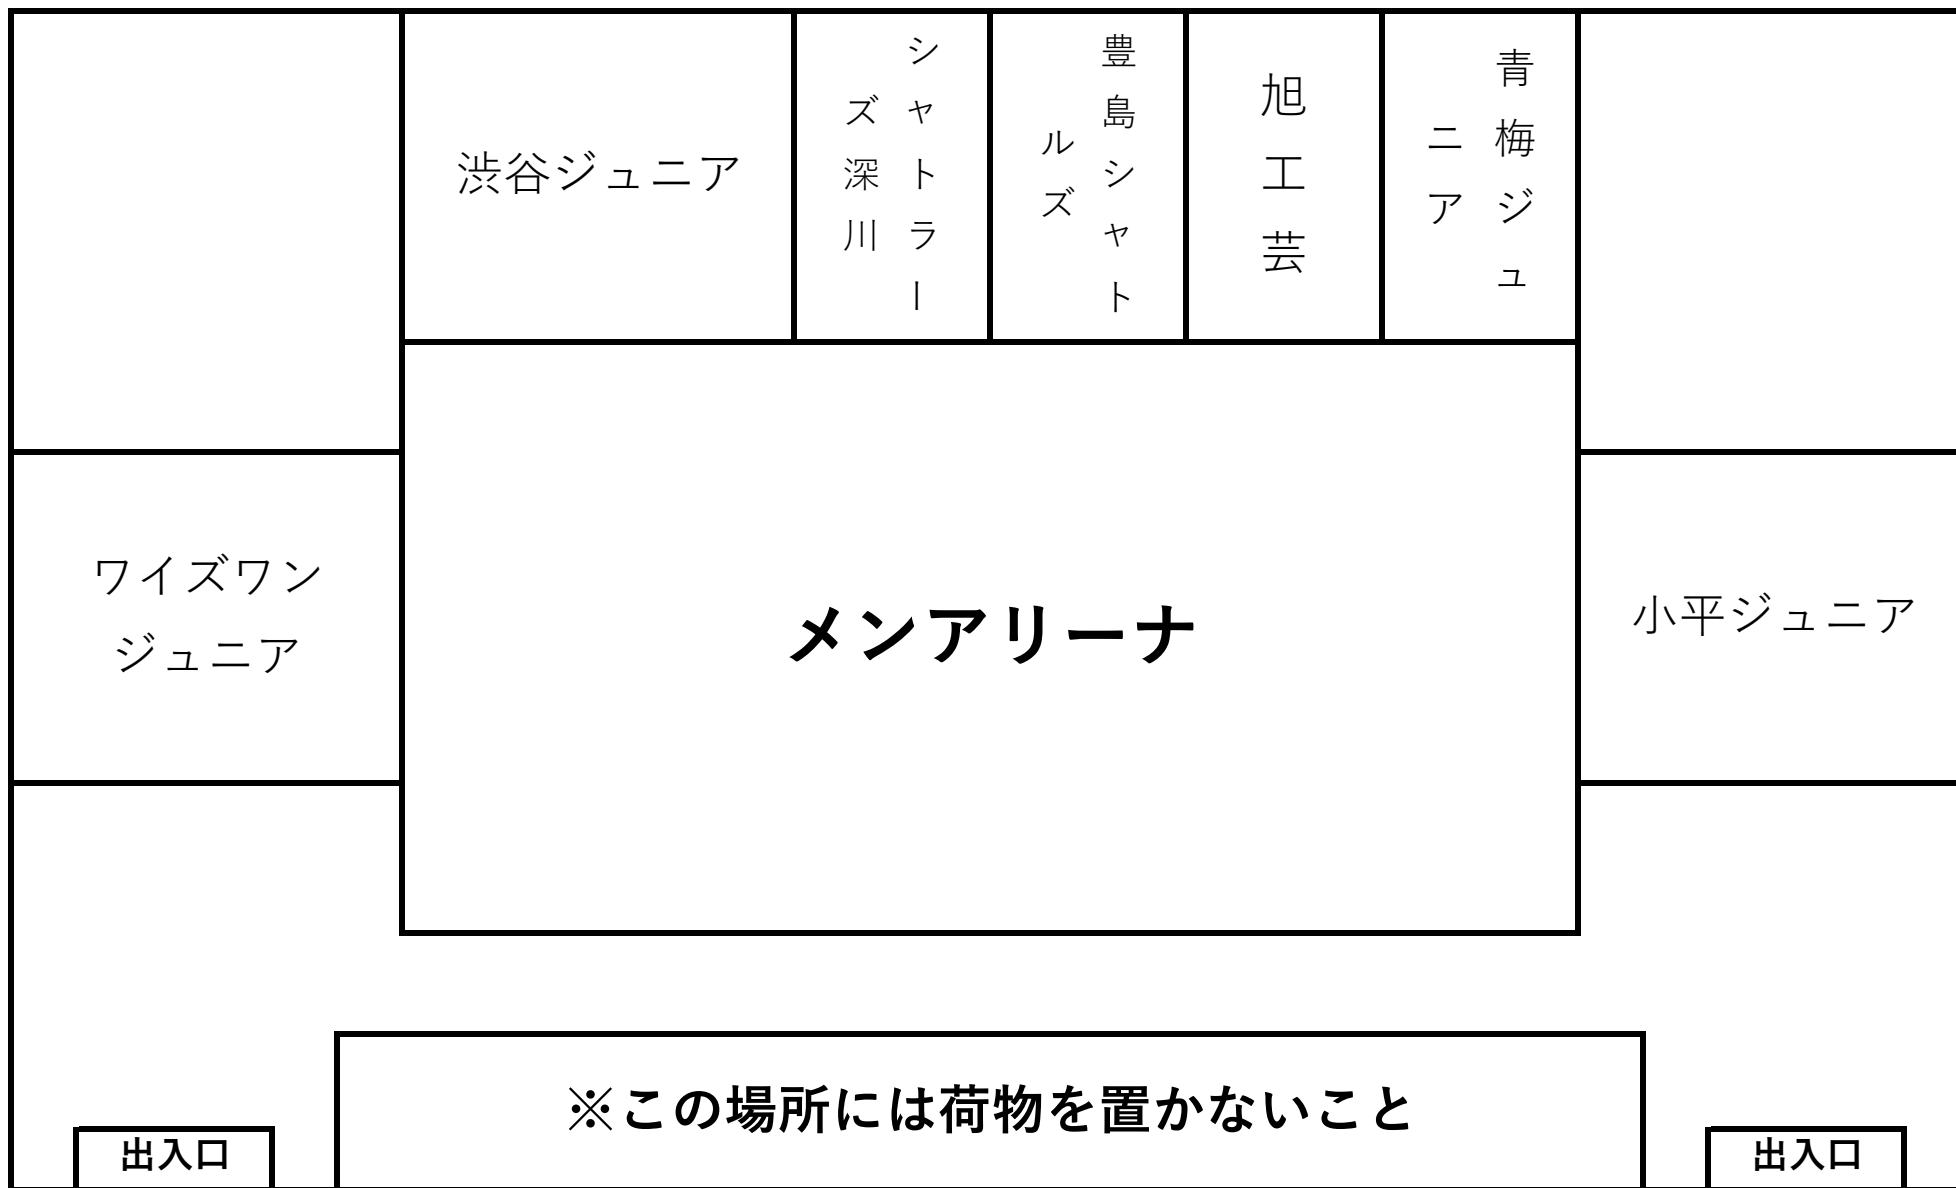 渋谷ジュニア
シャトラー
ズ深川
豊島シャト
ルズ
旭工芸
青梅ジュ
ニア
ワイズワン
ジュニア
メンアリーナ
小平ジュニア
※この場所には荷物を置かないこと
出入口
出入口